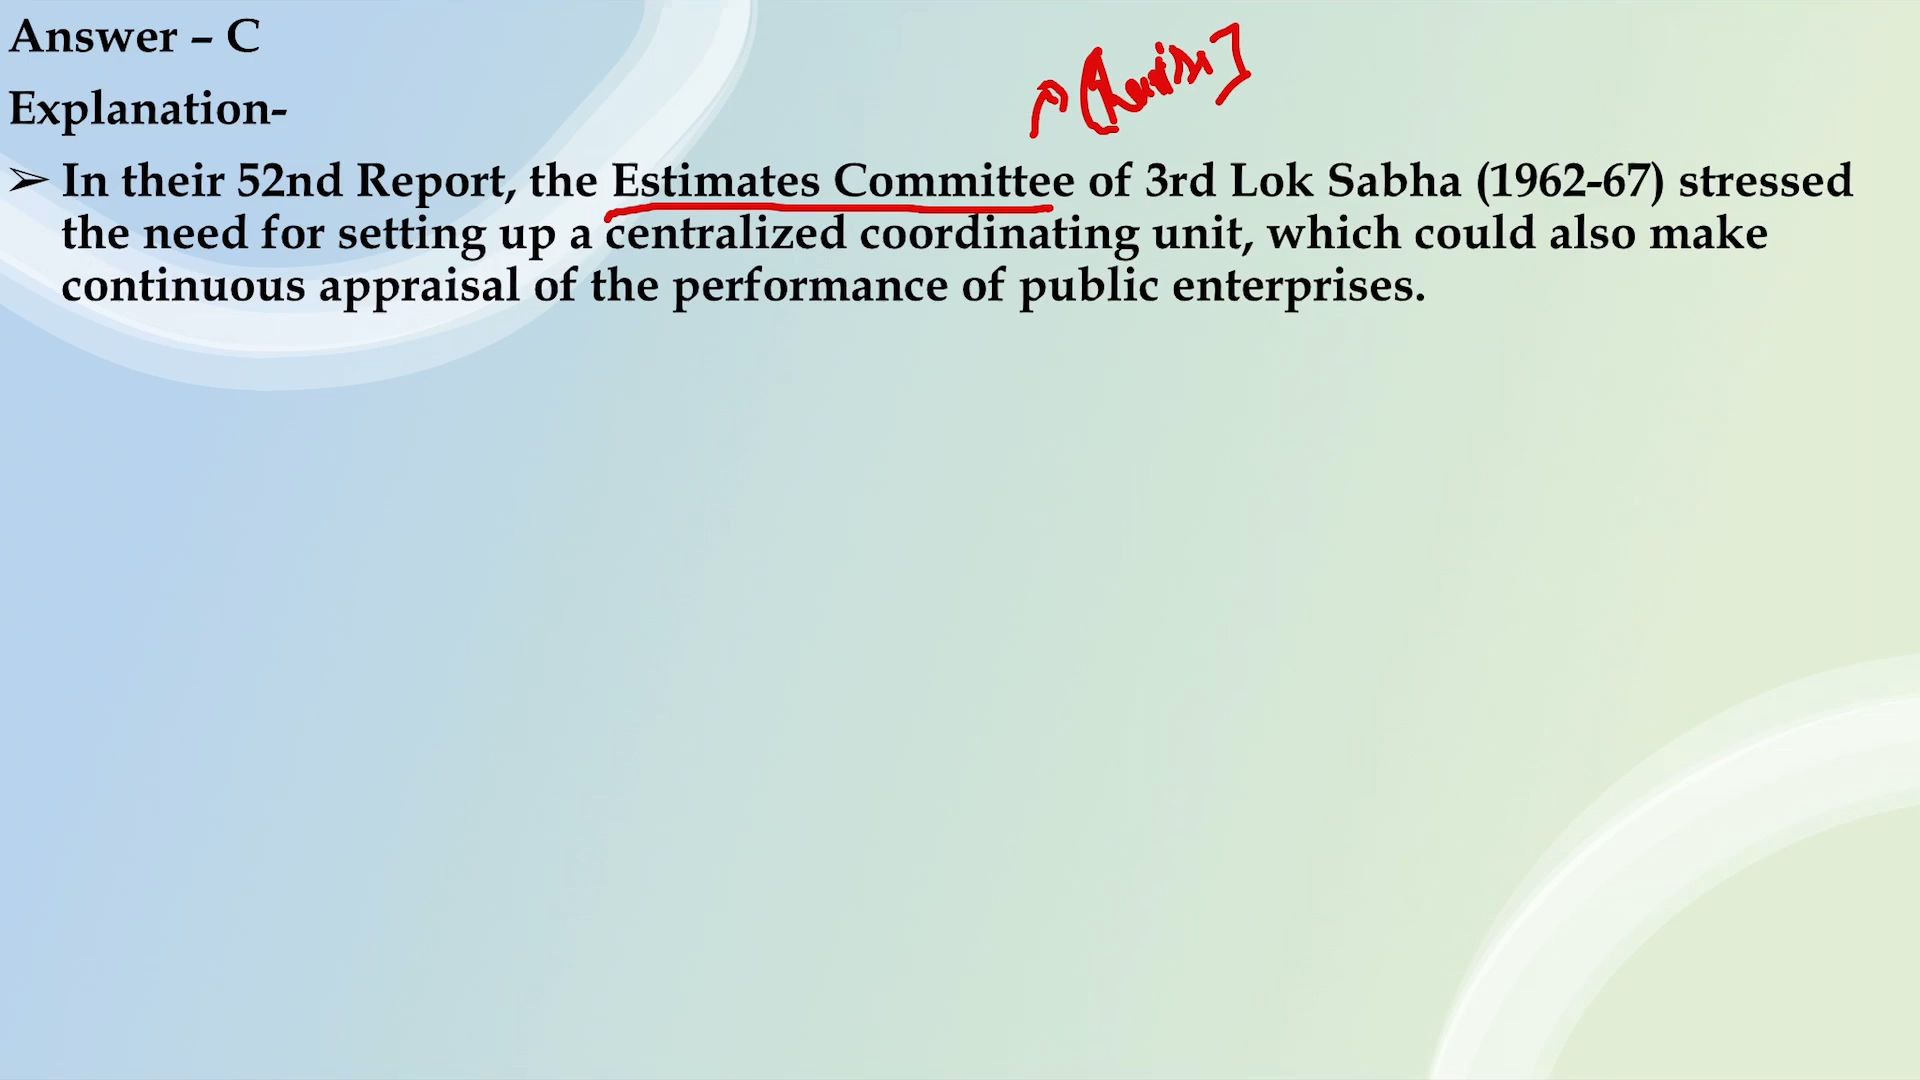 Answer – C
Explanation-
[Revise]
➢ In their 52nd Report, the Estimates Committee of 3rd Lok Sabha (1962-67) stressed
the need for setting up a centralized coordinating unit, which could also make
continuous appraisal of the performance of public enterprises.